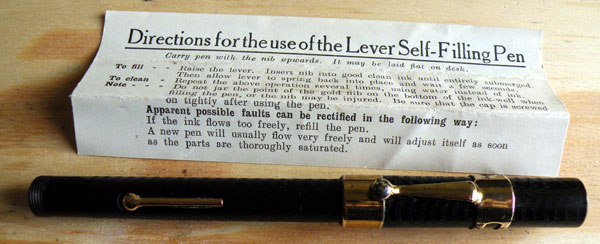 Directions for the use of the Lever Self-Filling Pen
Carry pen with the nib upwards. It may be laid flat on desk.
To fill - - Raise the lever. Insert nib into good clean ink until entirely submerged.
Then allow lever to spring back into place, and wait a few seconds.
To clean - - Repeat the above operation several times, using water instead of ink.
Note - - - Do not jar the point of the gold nib on the bottom of the ink-well when
filling the pen, or the nib may be injured. Be sure that the cap is screwed
on tightly after using the pen.
Apparent possible faults can be rectified in the following way:
If the ink flows too freely, refill the pen.
A new pen will usually flow very freely and will adjust itself as soon
as the parts are thoroughly saturated.